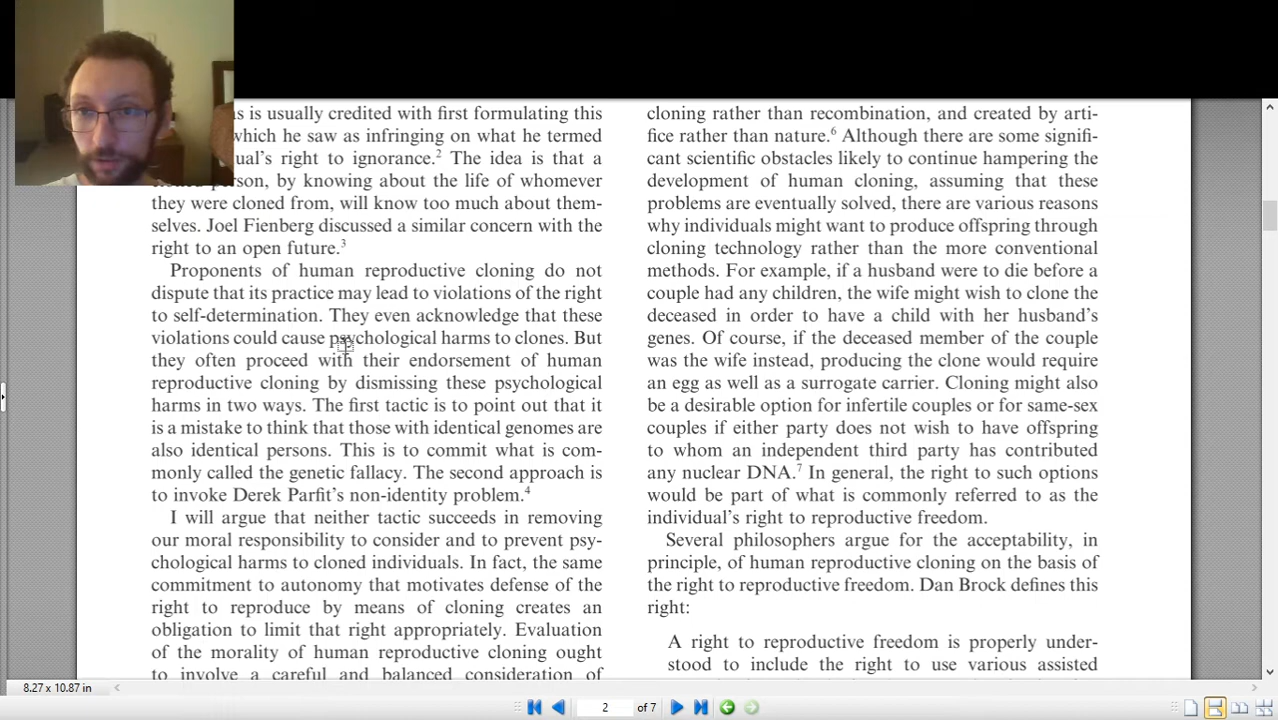 s is usually credited with first formulating this
which he saw as infringing on what he termed
ual's right to ignorance.2 The idea is that a
person, by knowing about the life of whomever
they were cloned from, will know too much about them-
selves. Joel Fienberg discussed a similar concern with the
right to an open future.3
Proponents of human reproductive cloning do not
dispute that its practice may lead to violations of the right
to self-determination. They even acknowledge that these
violations could cause psychological harms to clones. But
they often proceed with their endorsement of human
reproductive cloning by dismissing these psychological
harms in two ways. The first tactic is to point out that it
is a mistake to think that those with identical genomes are
also identical persons. This is to commit what is com-
monly called the genetic fallacy. The second approach is
to invoke Derek Parfit's non-identity problem.4
I will argue that neither tactic succeeds in removing
our moral responsibility to consider and to prevent psy-
chological harms to cloned individuals. In fact, the same
commitment to autonomy that motivates defense of the
right to reproduce by means of cloning creates an
obligation to limit that right appropriately. Evaluation
of the morality of human reproductive cloning ought
to involve a careful and balanced consideration of
cloning rather than recombination, and created by arti-
fice rather than nature.6 Although there are some signifi-
cant scientific obstacles likely to continue hampering the
development of human cloning, assuming that these
problems are eventually solved, there are various reasons
why individuals might want to produce offspring through
cloning technology rather than the more conventional
methods. For example, if a husband were to die before a
couple had any children, the wife might wish to clone the
deceased in order to have a child with her husband's
genes. Of course, if the deceased member of the couple
was the wife instead, producing the clone would require
an egg as well as a surrogate carrier. Cloning might also
be a desirable option for infertile couples or for same-sex
couples if either party does not wish to have offspring
to whom an independent third party has contributed
any nuclear DNA.7 In general, the right to such options
would be part of what is commonly referred to as the
individual's right to reproductive freedom.
Several philosophers argue for the acceptability, in
principle, of human reproductive cloning on the basis of
the right to reproductive freedom. Dan Brock defines this
right:
A right to reproductive freedom is properly under-
stood to include the right to use various assisted
8.27 x 10.87 in
2 of 7